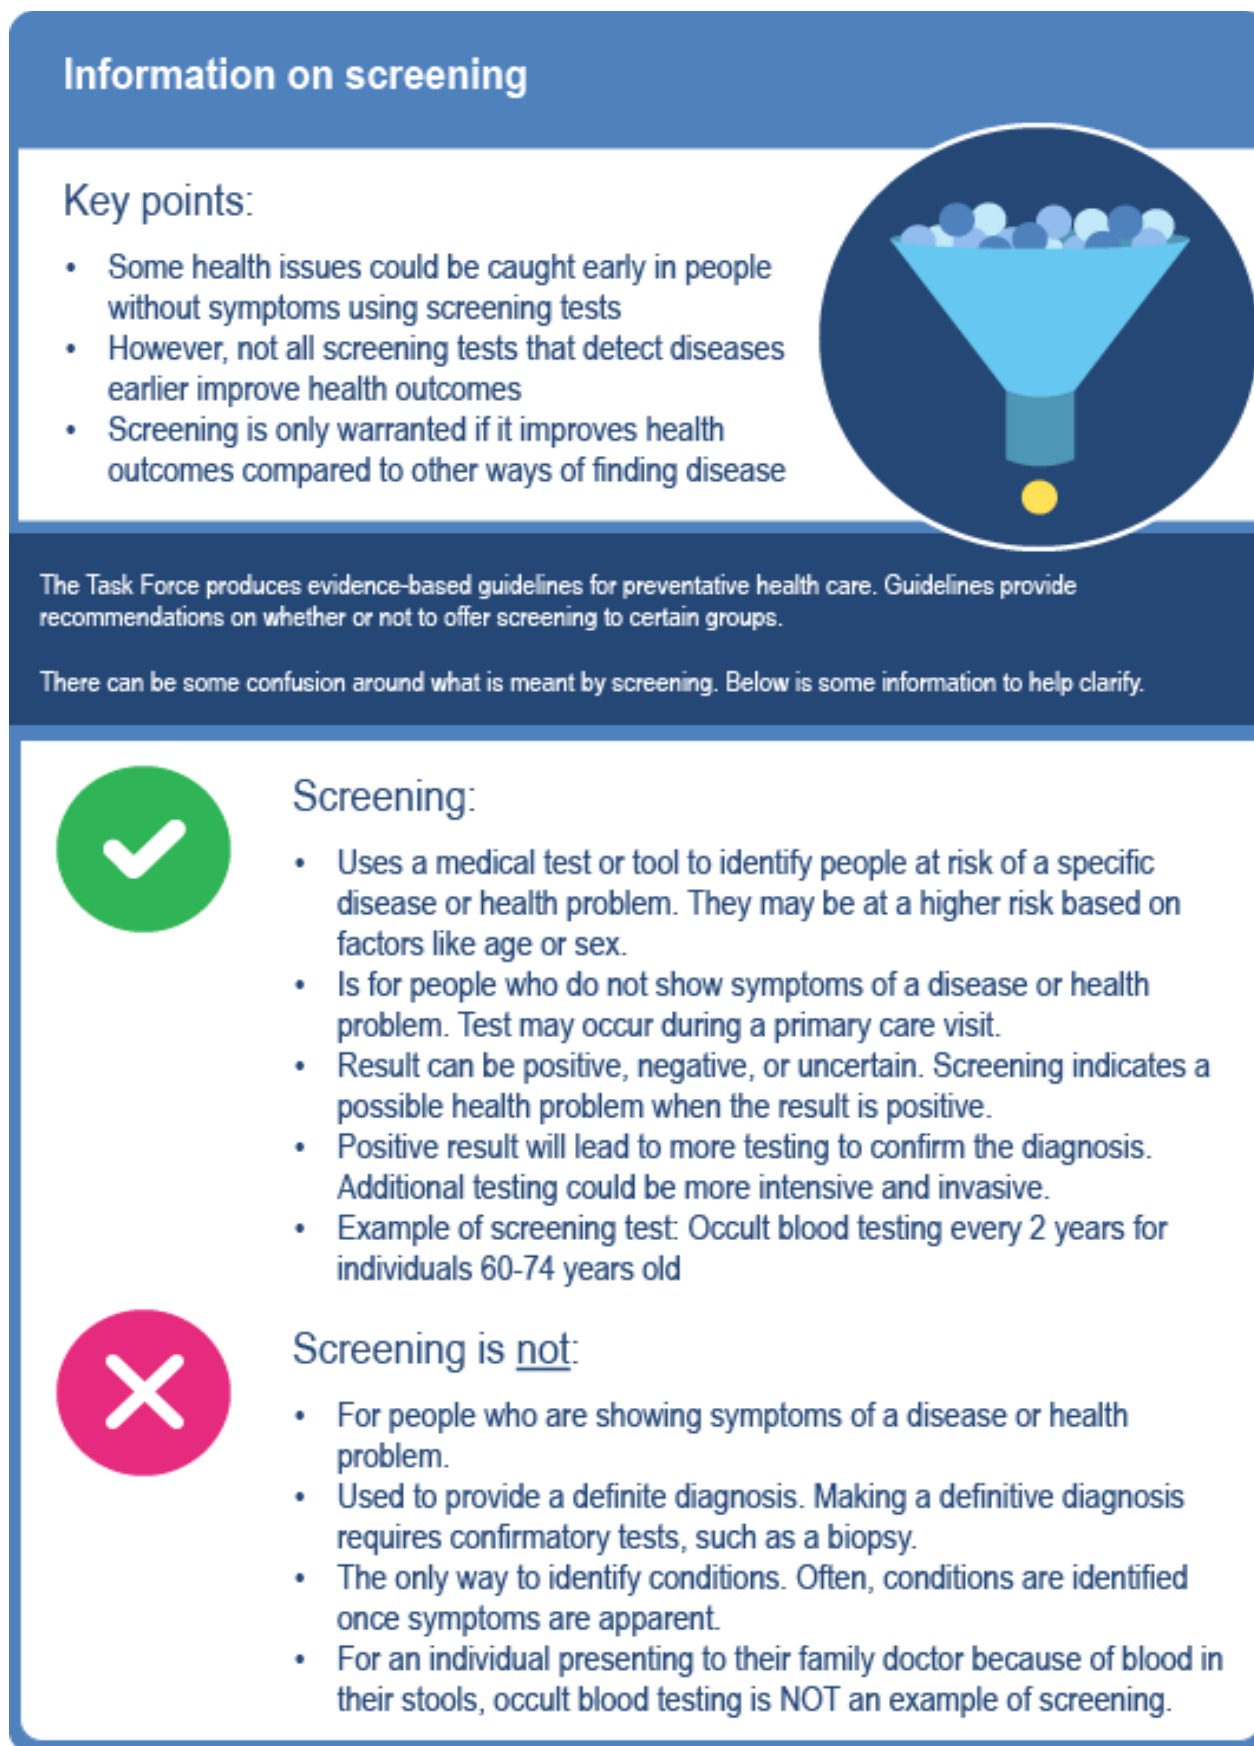 Information on screening
Key points:
• Some health issues could be caught early in people
without symptoms using screening tests
• However, not all screening tests that detect diseases
earlier improve health outcomes
• Screening is only warranted if it improves health
outcomes compared to other ways of finding disease
The Task Force produces evidence-based guidelines for preventative health care. Guidelines provide
recommendations on whether or not to offer screening to certain groups.
There can be some confusion around what is meant by screening. Below is some information to help clarify.
Screening:
• Uses a medical test or tool to identify people at risk of a specific
disease or health problem. They may be at a higher risk based on
factors like age or sex.
• Is for people who do not show symptoms of a disease or health
problem. Test may occur during a primary care visit.
• Result can be positive, negative, or uncertain. Screening indicates a
possible health problem when the result is positive.
• Positive result will lead to more testing to confirm the diagnosis.
Additional testing could be more intensive and invasive.
• Example of screening test: Occult blood testing every 2 years for
individuals 60-74 years old
Screening is not:
• For people who are showing symptoms of a disease or health
problem.
• Used to provide a definite diagnosis. Making a definitive diagnosis
requires confirmatory tests, such as a biopsy.
• The only way to identify conditions. Often, conditions are identified
once symptoms are apparent.
• For an individual presenting to their family doctor because of blood in
their stools, occult blood testing is NOT an example of screening.